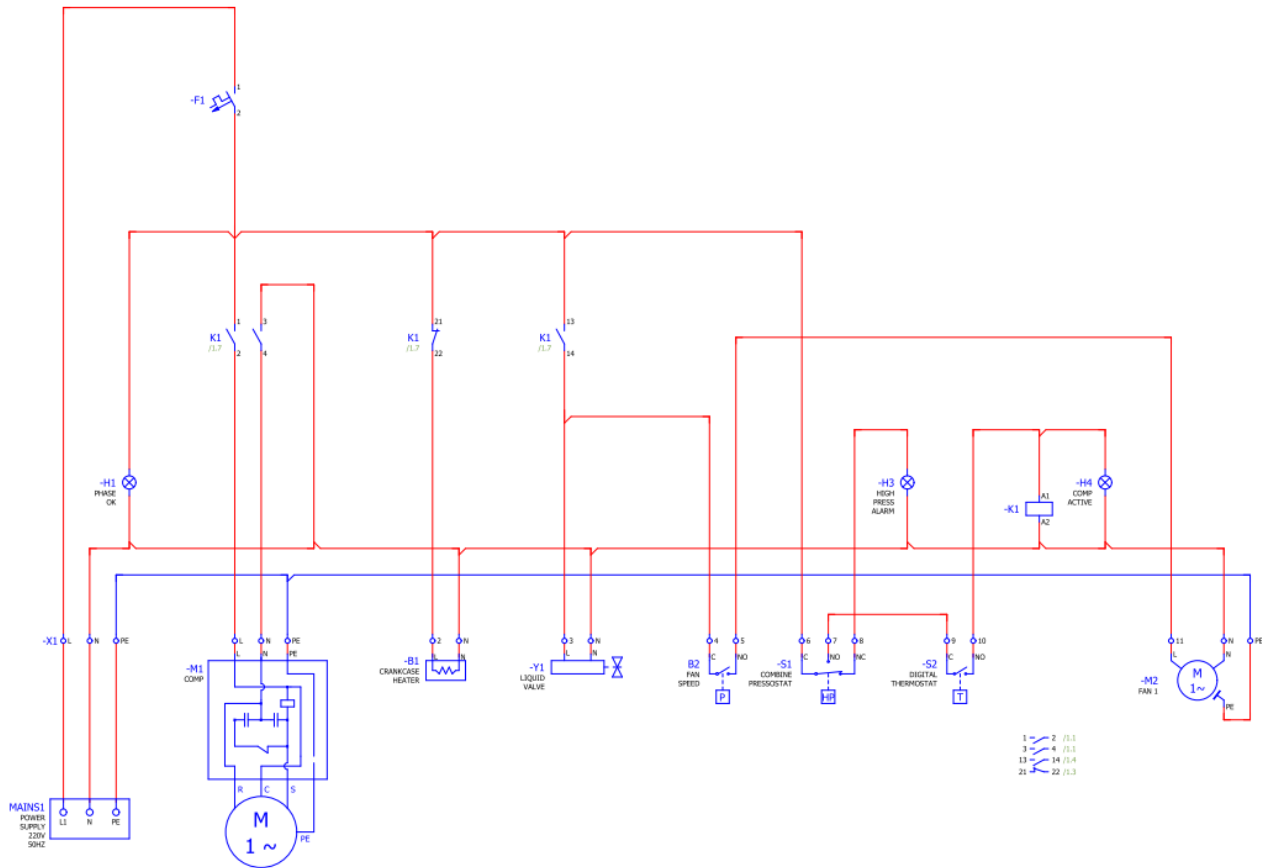 1
-F1
2
1
3
K1
/1.7
2
4
21
K1
/1.7
22
13
K1
/1.7
14
-H1
PHASE
OK
-H3
HIGH
PRESS
ALARM
A1
-K1
A2
-H4
COMP
ACTIVE
-X1 L N PE
L N PE
2 N
3 N
4 5
6 7 8
9 10
11 N PE
-M1
COMP
L N PE
-B1
CRANKCASE
HEATER
L N
-Y1
LIQUID
VALVE
L N
B2
FAN
SPEED
C NO
P
-S1
COMBINE
PRESSOSTAT
C NO NC
HP
-S2
DIGITAL
THERMOSTAT
C NO
T
-M2
FAN 1
L N
M
1~
PE
1 2 /1.1
3 4 /1.1
13 14 /1.4
21 22 /1.3
R C S
M
1 ~
PE
MAINS1
POWER
SUPPLY
220V
50HZ
L1 N PE